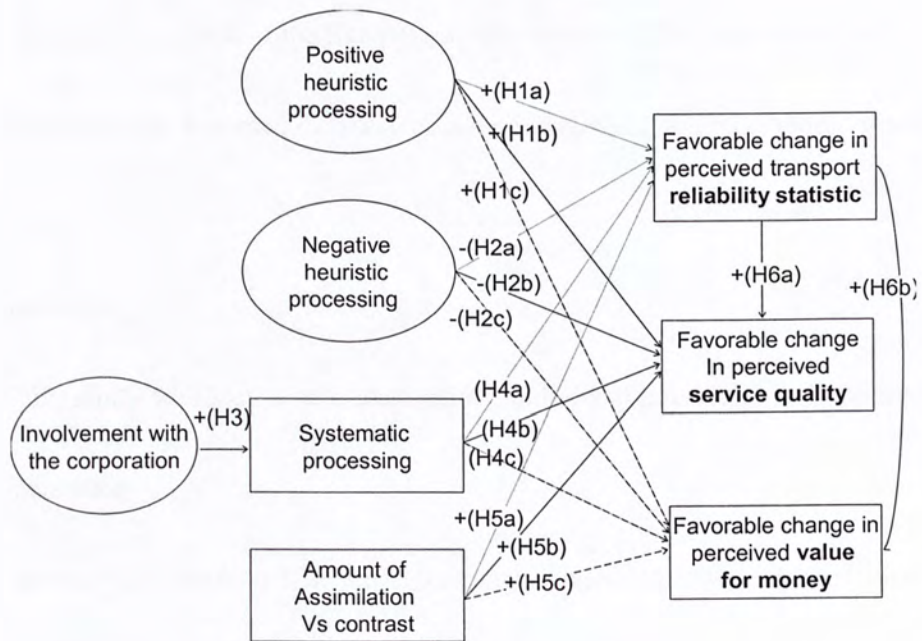 Positive
heuristic
processing
+(H1a)
+(H1b)
+(H1c)
Favorable change in
perceived transport
reliability statistic
Negative
heuristic
processing
-(H2a)
-(H2b)
-(H2c)
+(H6a)
+(H6b)
Favorable change
In perceived
service quality
Involvement with
the corporation
+(H3)
Systematic
processing
(H4a)
(H4b)
(H4c)
Favorable change in
perceived value
for money
Amount of
Assimilation
Vs contrast
+(H5a)
+(H5b)
+(H5c)